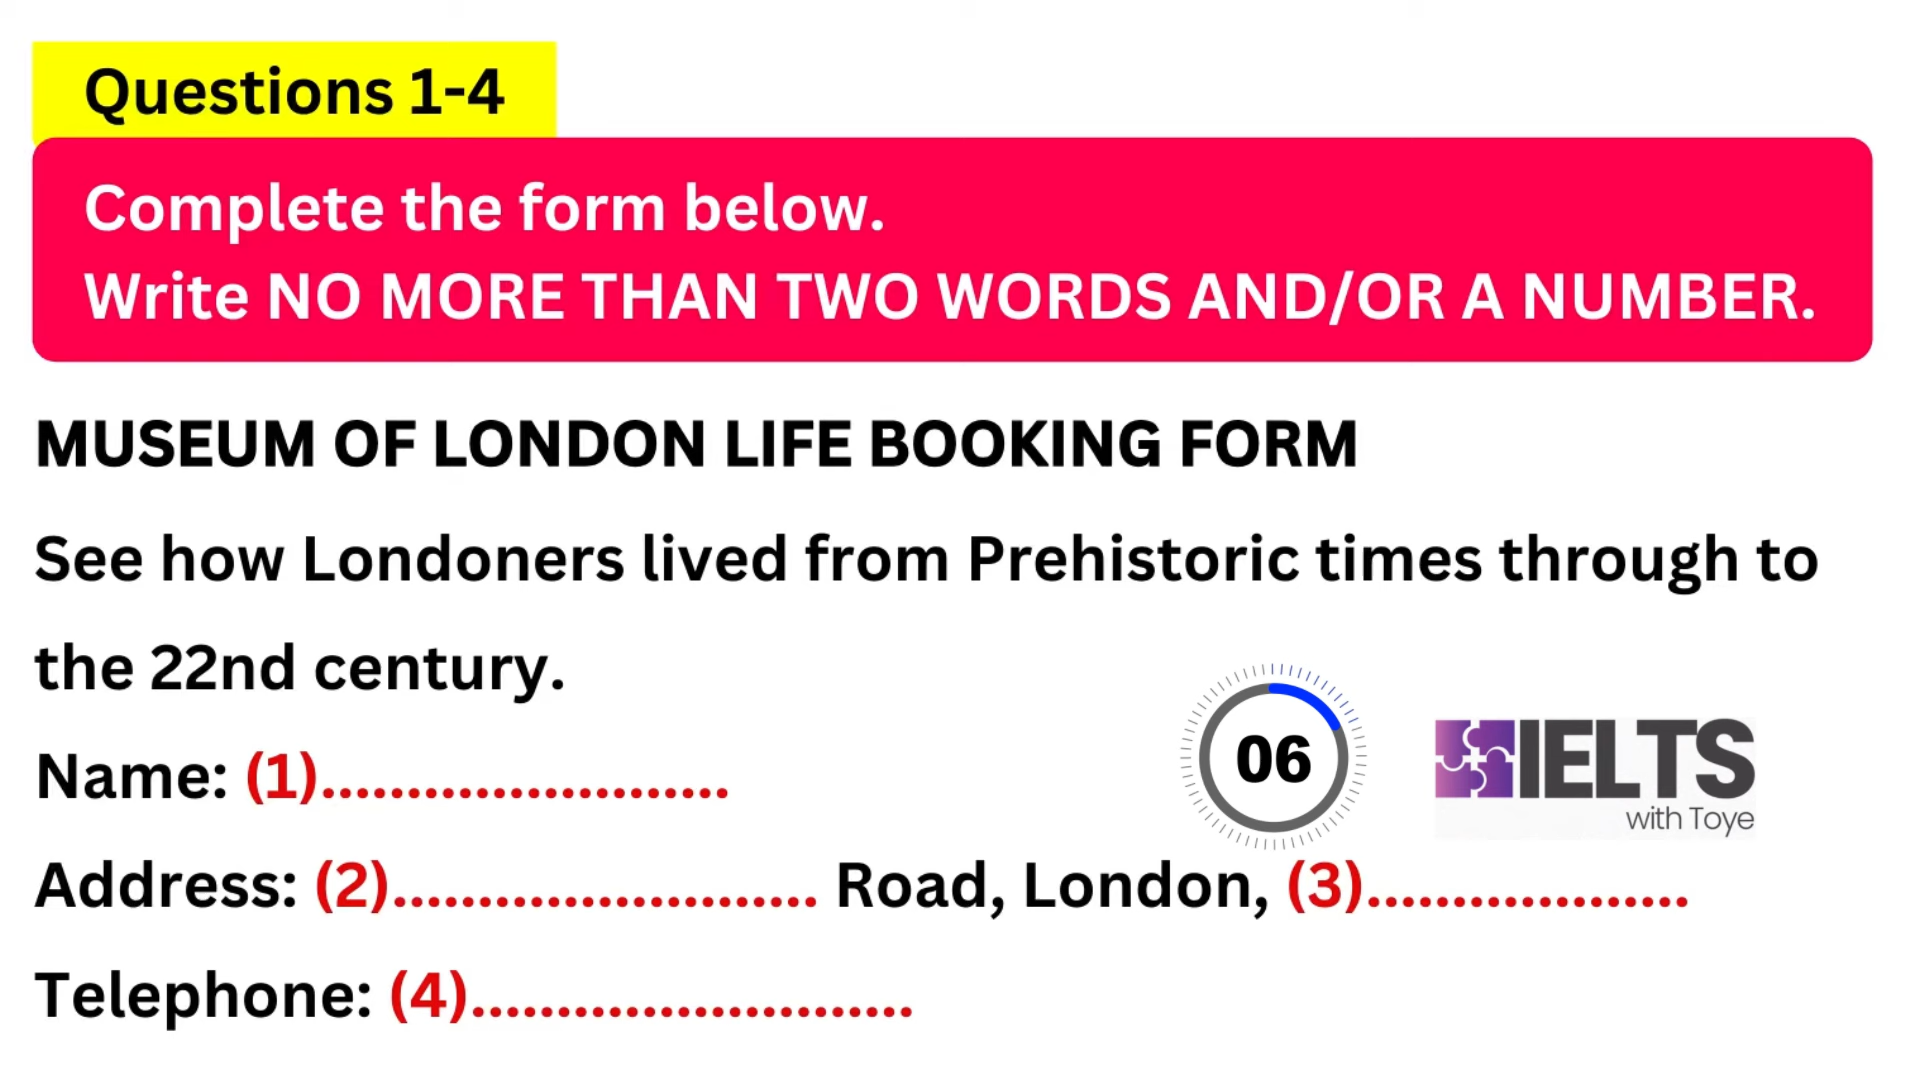 Questions 1-4
Complete the form below.
Write NO MORE THAN TWO WORDS AND/OR A NUMBER.
MUSEUM OF LONDON LIFE BOOKING FORM
See how Londoners lived from Prehistoric times through to
the 22nd century.
Name: (1)........................
06
IELTS
with Toye
Address: (2)......................... Road, London, (3)...................
Telephone: (4)..........................